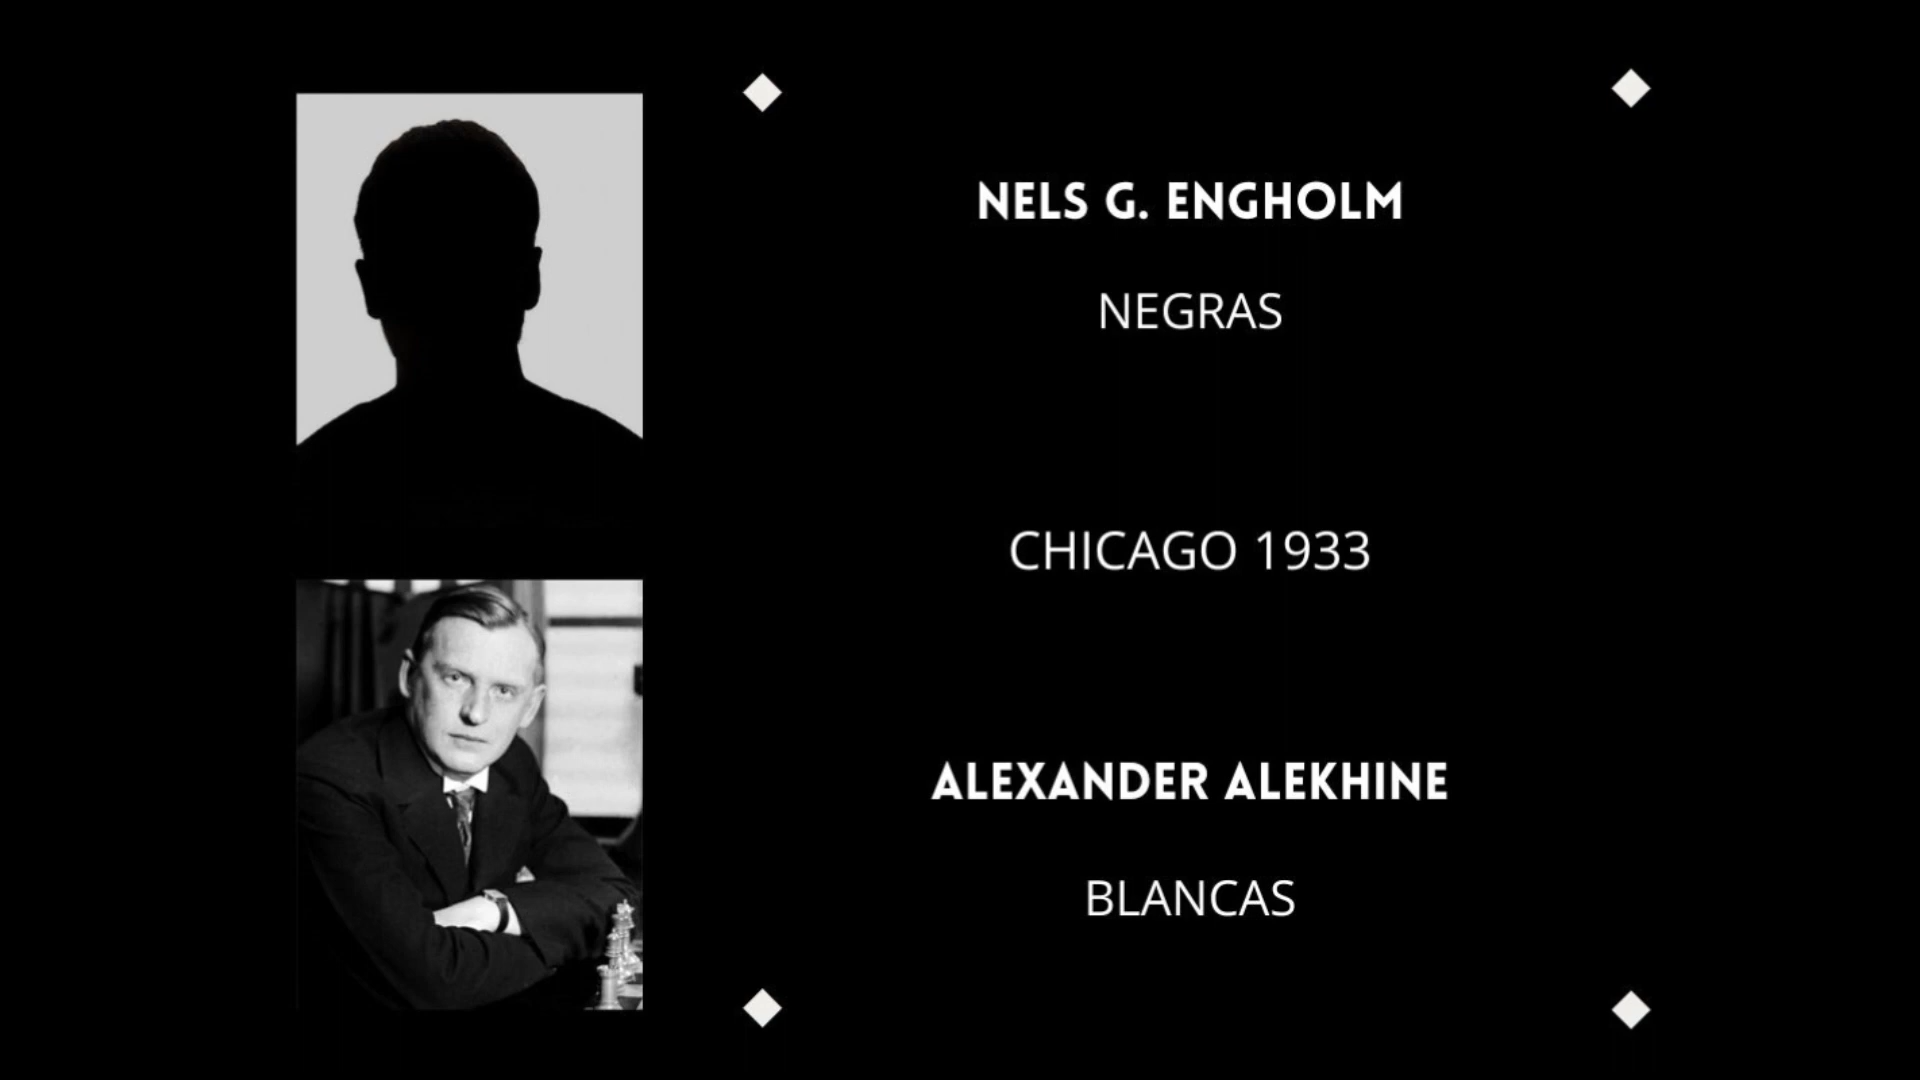 NELS G. ENGHOLM
NEGRAS
CHICAGO 1933
ALEXANDER ALEKHINE
BLANCAS